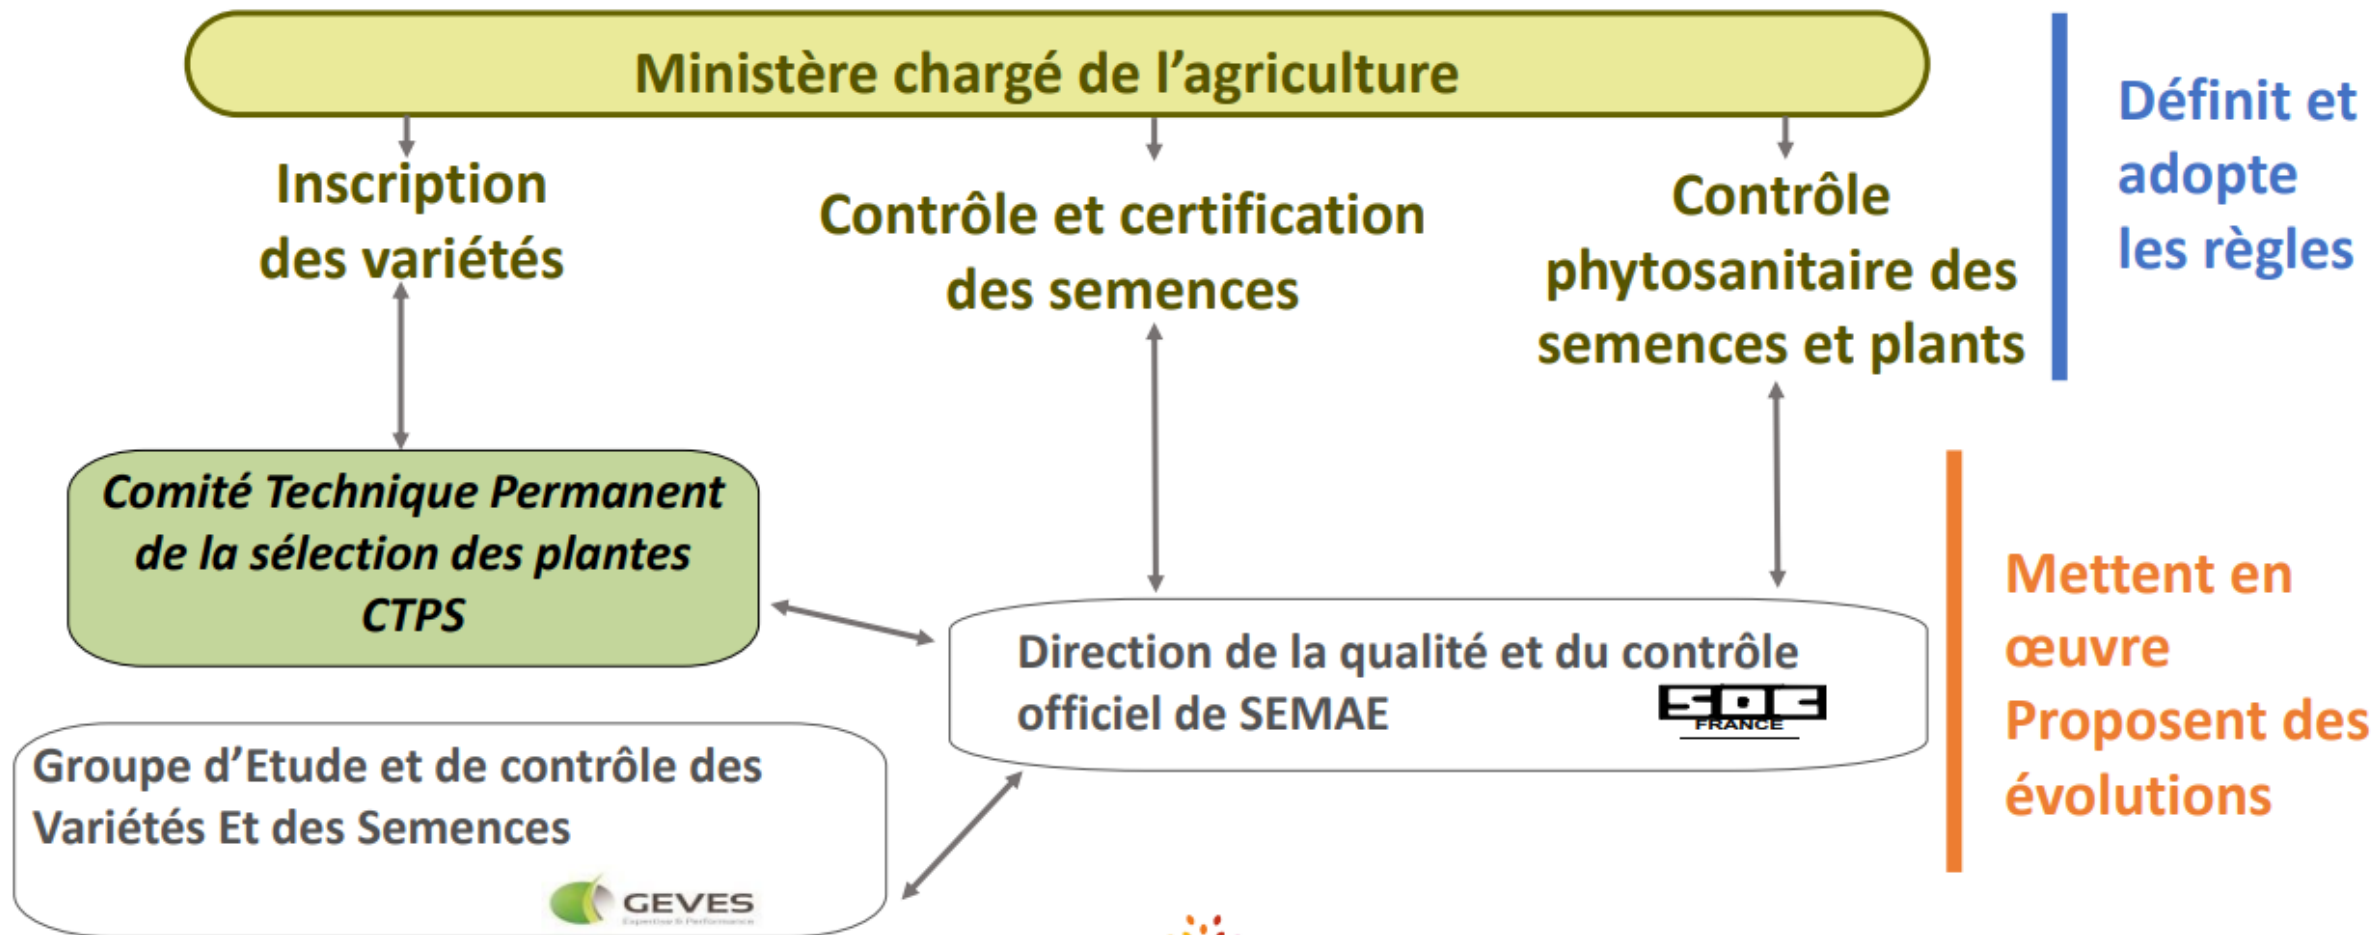 Ministère chargé de l'agriculture
Inscription
des variétés
Contrôle et certification
des semences
Contrôle
phytosanitaire des
semences et plants
Définit et
adopte
les règles
Comité Technique Permanent
de la sélection des plantes
CTPS
Direction de la qualité et du contrôle
officiel de SEMAE
SOC
FRANCE
Groupe d'Etude et de contrôle des
Variétés Et des Semences
GEVES
Expertise & Performance
Mettent en
œuvre
Proposent des
évolutions